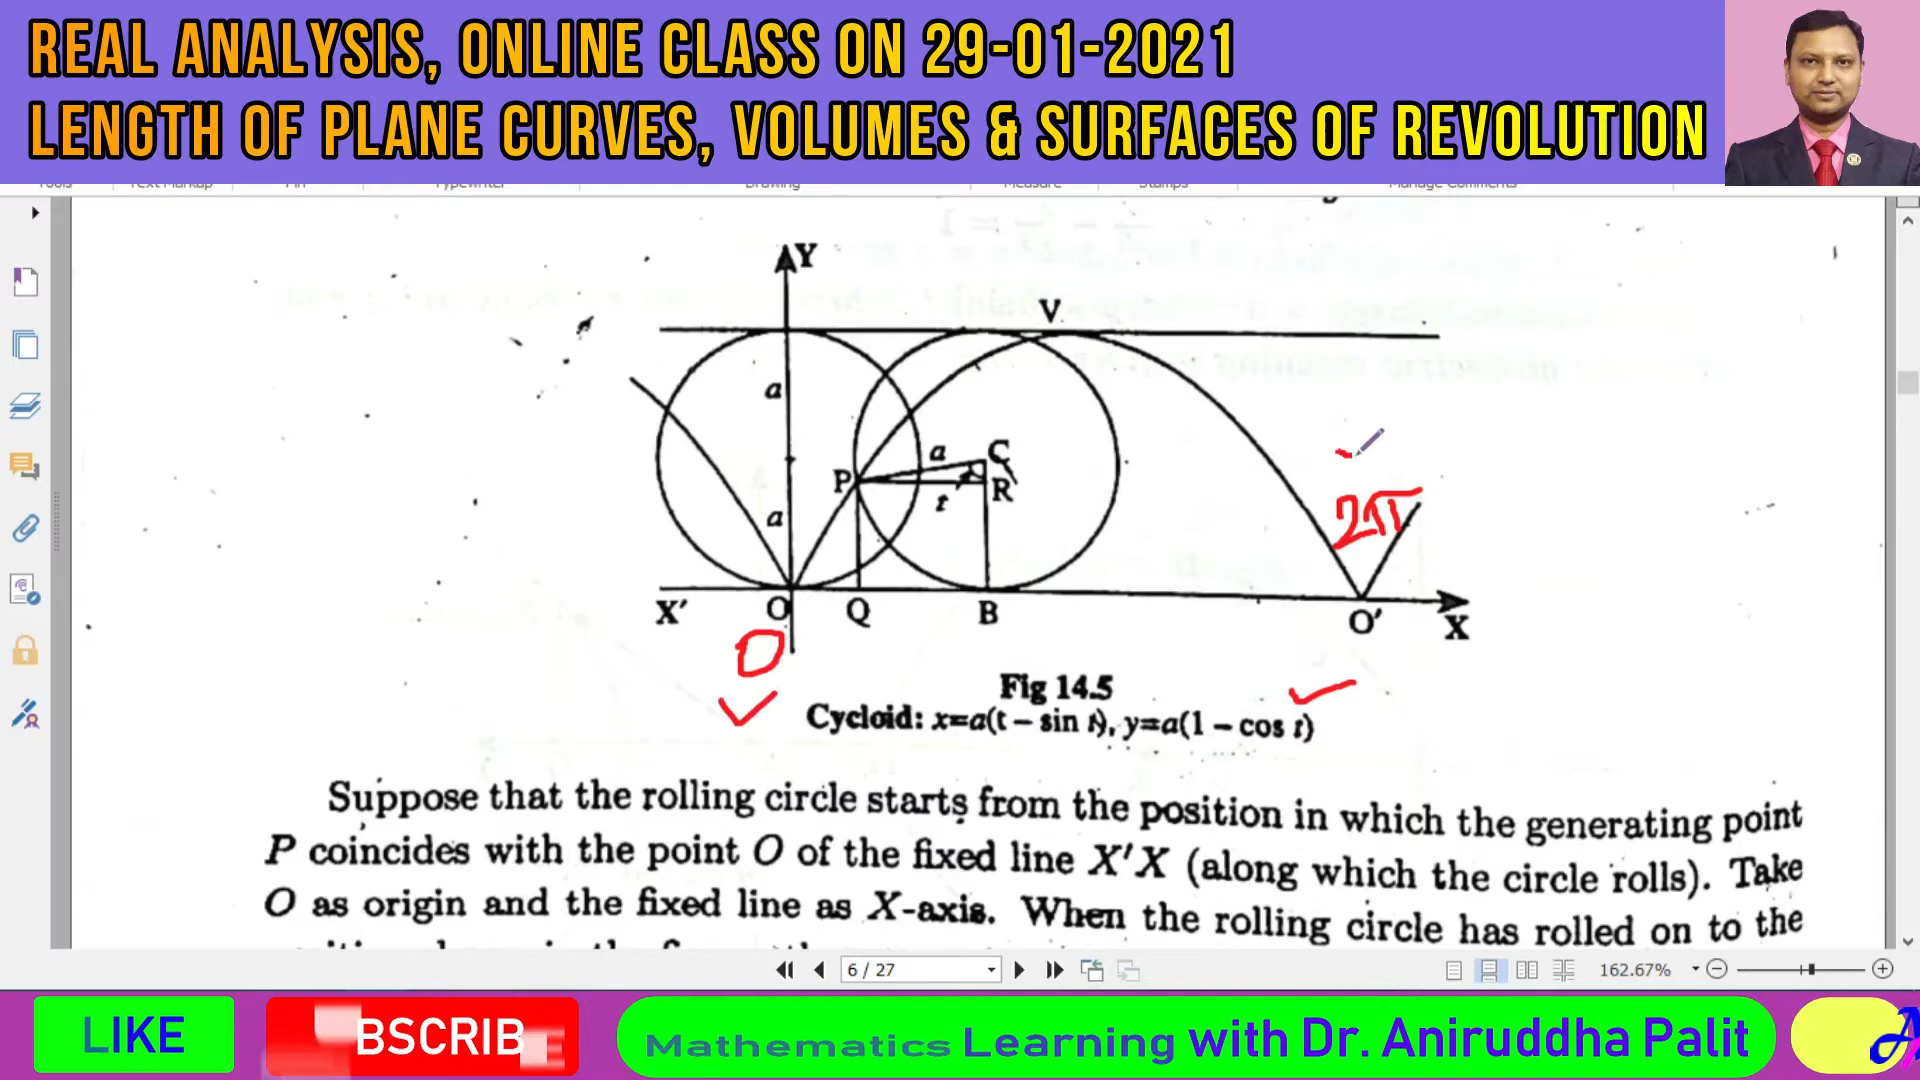 REAL ANALYSIS, ONLINE CLASS ON 29-01-2021
LENGTH OF PLANE CURVES, VOLUMES & SURFACES OF REVOLUTION
Y
V
a
a
C
P
R
t
a
2π
X'
O
Q
B
O'
X
0
Fig 14.5
Cycloid: x=a(t – sin t), y=a(1 – cos t)
Suppose that the rolling circle starts from the position in which the generating point
P coincides with the point O of the fixed line X'X (along which the circle rolls). Take
O as origin and the fixed line as X-axis. When the rolling circle has rolled on to the
6 / 27
162.67%
LIKE
BSCRIB
Mathematics Learning with Dr. Aniruddha Palit